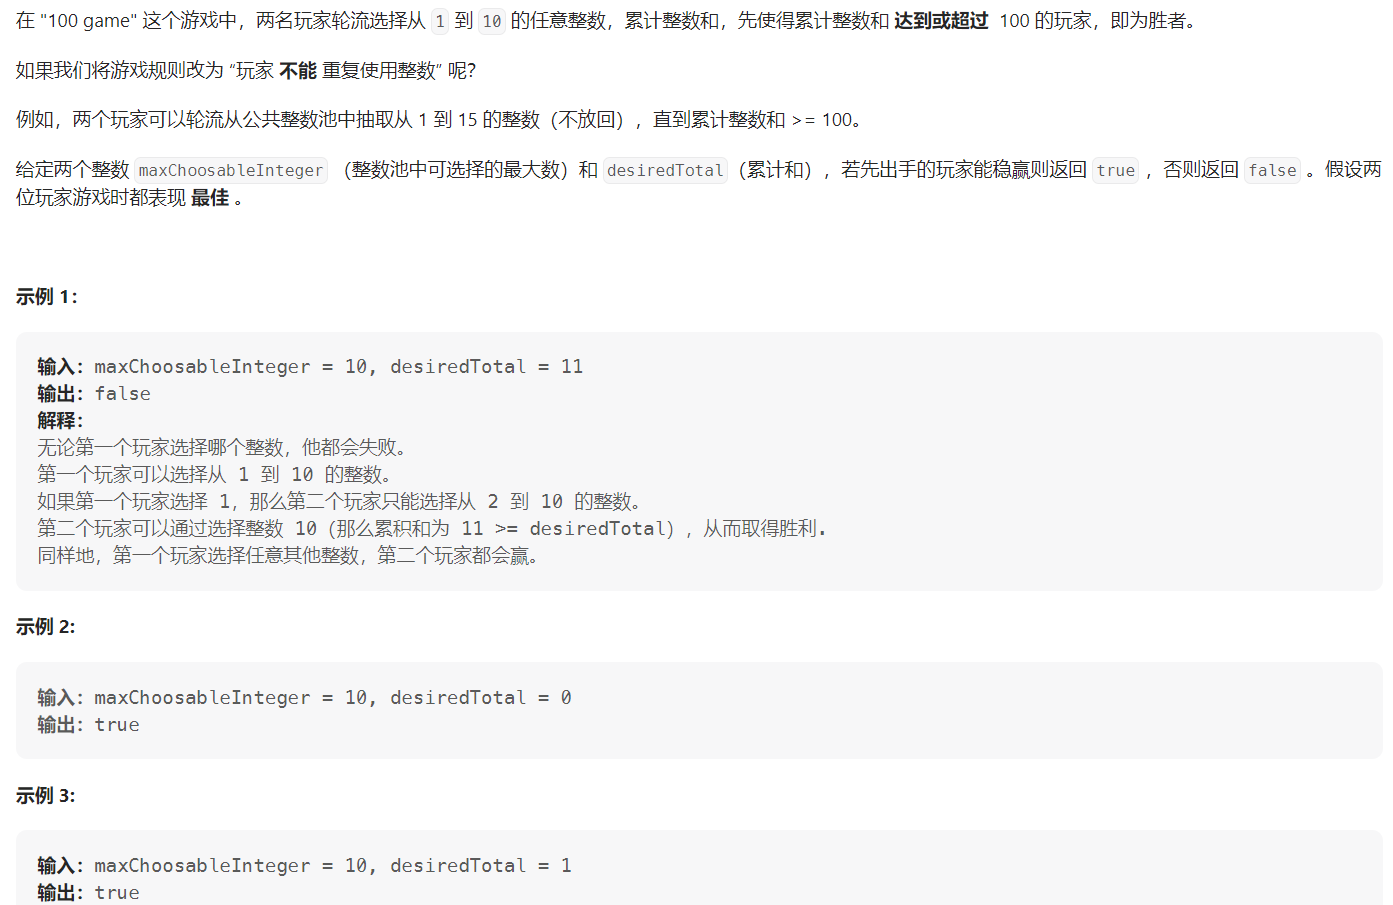 在 "100 game" 这个游戏中，两名玩家轮流选择从 1 到 10 的任意整数，累计整数和，先使得累计整数和 达到或超过 100 的玩家，即为胜者。
如果我们将游戏规则改为 “玩家 不能 重复使用整数” 呢？
例如，两个玩家可以轮流从公共整数池中抽取从 1 到 15 的整数（不放回），直到累计整数和 >= 100。
给定两个整数 maxChoosableInteger （整数池中可选择的最大数）和 desiredTotal（累计和），若先出手的玩家能稳赢则返回 true ，否则返回 false 。假设两
位玩家游戏时都表现 最佳 。
示例 1：
输入：maxChoosableInteger = 10, desiredTotal = 11
输出：false
解释：
无论第一个玩家选择哪个整数，他都会失败。
第一个玩家可以选择从 1 到 10 的整数。
如果第一个玩家选择 1，那么第二个玩家只能选择从 2 到 10 的整数。
第二个玩家可以通过选择整数 10（那么累积和为 11 >= desiredTotal），从而取得胜利.
同样地，第一个玩家选择任意其他整数，第二个玩家都会赢。
示例 2:
输入：maxChoosableInteger = 10, desiredTotal = 0
输出：true
示例 3:
输入：maxChoosableInteger = 10, desiredTotal = 1
输出：true